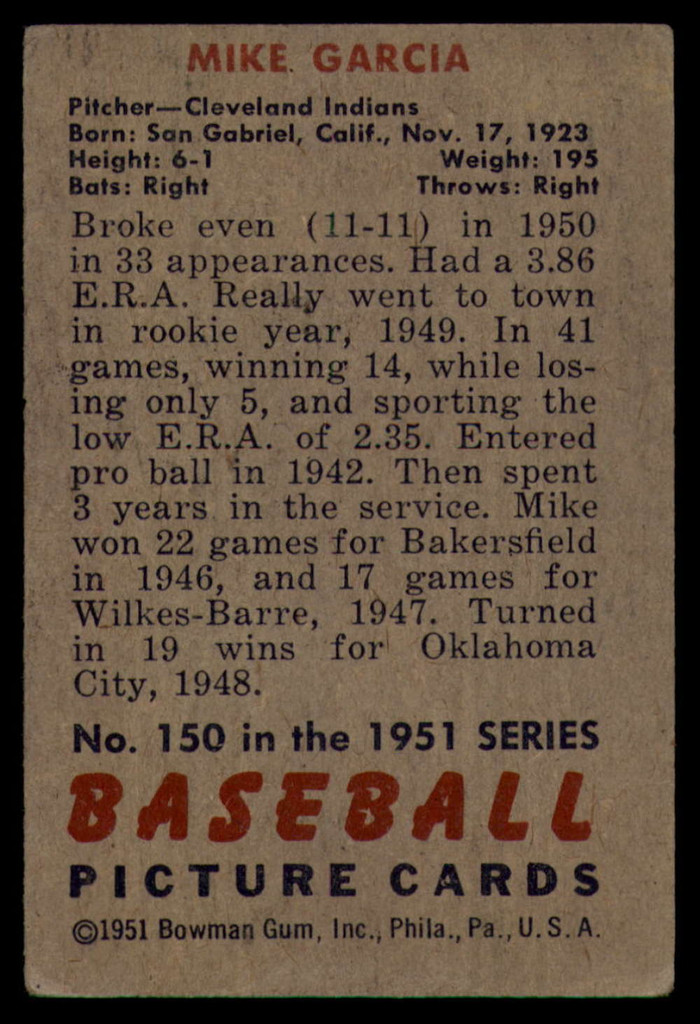 MIKE GARCIA
Pitcher—Cleveland Indians
Born: San Gabriel, Calif., Nov. 17, 1923
Height: 6-1 Weight: 195
Bats: Right Throws: Right
Broke even (11-11) in 1950
in 33 appearances. Had a 3.86
E.R.A. Really went to town
in rookie year, 1949. In 41
games, winning 14, while los-
ing only 5, and sporting the
low E.R.A. of 2.35. Entered
pro ball in 1942. Then spent
3 years in the service. Mike
won 22 games for Bakersfield
in 1946, and 17 games for
Wilkes-Barre, 1947. Turned
in 19 wins for Oklahoma
City, 1948.
No. 150 in the 1951 SERIES
BASEBALL
PICTURE CARDS
©1951 Bowman Gum, Inc., Phila., Pa., U.S.A.